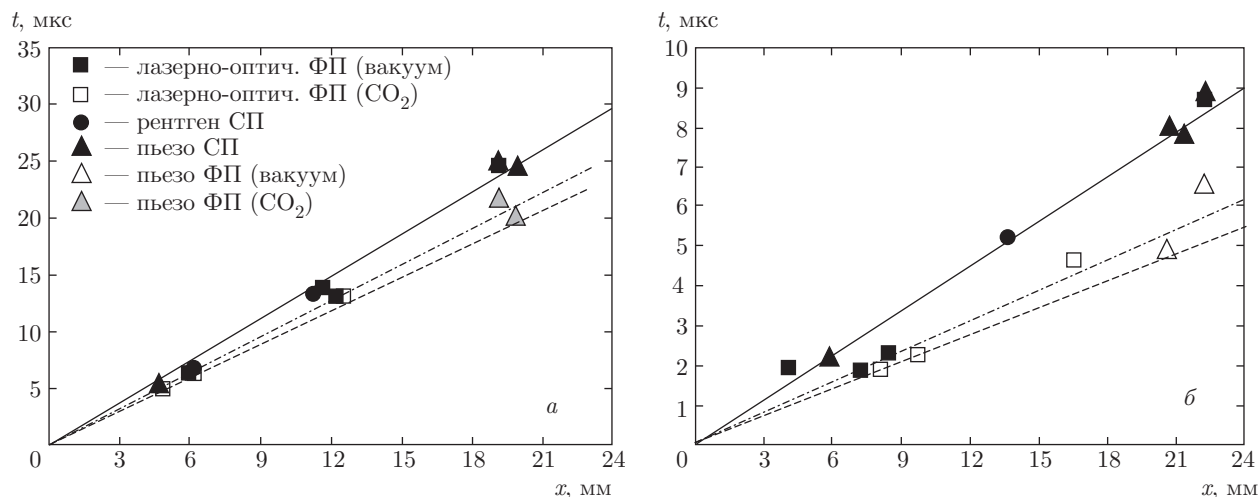 t, мкс
35
30
25
20
15
10
5
0
3
6
9
12
15
18
21
24
x, мм
— лазерно-оптич. ФП (вакуум)
— лазерно-оптич. ФП (CO2)
— рентген СП
— пьезо СП
— пьезо ФП (вакуум)
— пьезо ФП (CO2)
а
t, мкс
10
9
8
7
6
5
4
3
2
1
0
3
6
9
12
15
18
21
24
x, мм
б